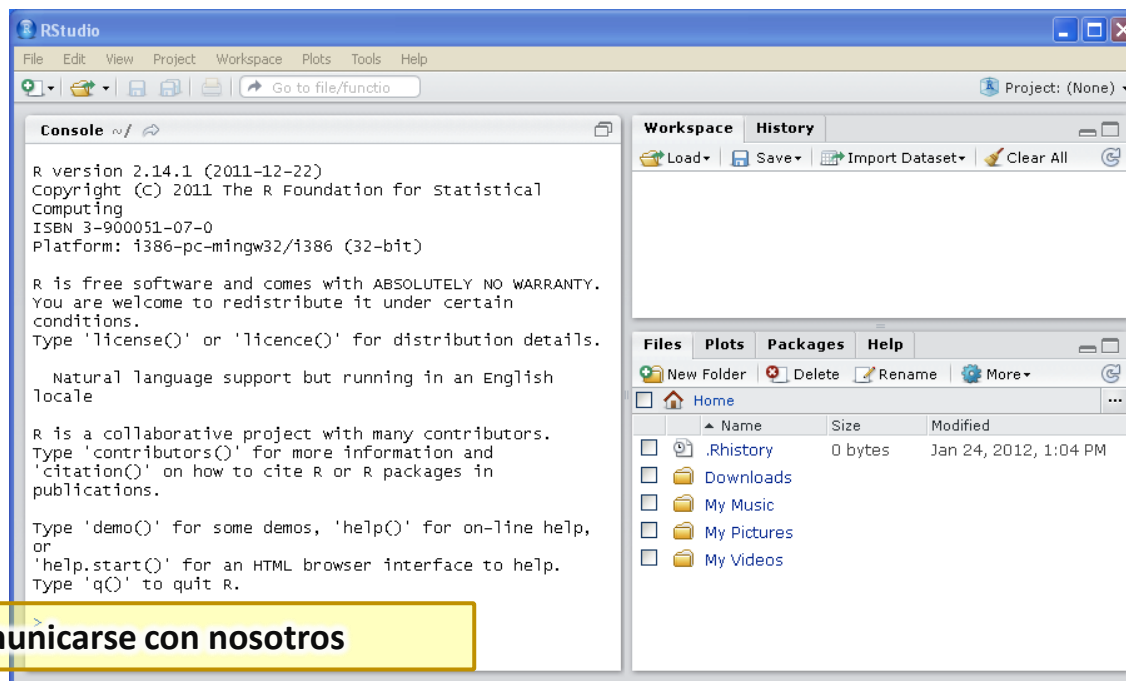 RStudio
File Edit View Project Workspace Plots Tools Help
Go to file/functio
Project: (None)
Console ~/
R version 2.14.1 (2011-12-22)
Copyright (C) 2011 The R Foundation for Statistical
Computing
ISBN 3-900051-07-0
Platform: i386-pc-mingw32/i386 (32-bit)
R is free software and comes with ABSOLUTELY NO WARRANTY.
You are welcome to redistribute it under certain
conditions.
Type 'license()' or 'licence()' for distribution details.
Natural language support but running in an English
locale
R is a collaborative project with many contributors.
Type 'contributors()' for more information and
'citation()' on how to cite R or R packages in
publications.
Type 'demo()' for some demos, 'help()' for on-line help,
or
'help.start()' for an HTML browser interface to help.
Type 'q()' to quit R.
>
unicarse con nosotros
Workspace History
Load Save Import Dataset Clear All
Files Plots Packages Help
New Folder Delete Rename More
Home ...
Name Size Modified
.Rhistory 0 bytes Jan 24, 2012, 1:04 PM
Downloads
My Music
My Pictures
My Videos